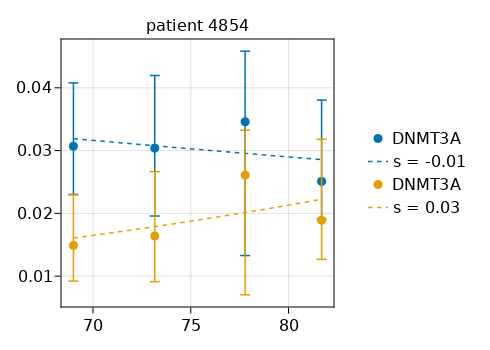 patient 4854
0.04
0.03
0.02
0.01
70 75 80
DNMT3A
s = -0.01
DNMT3A
s = 0.03